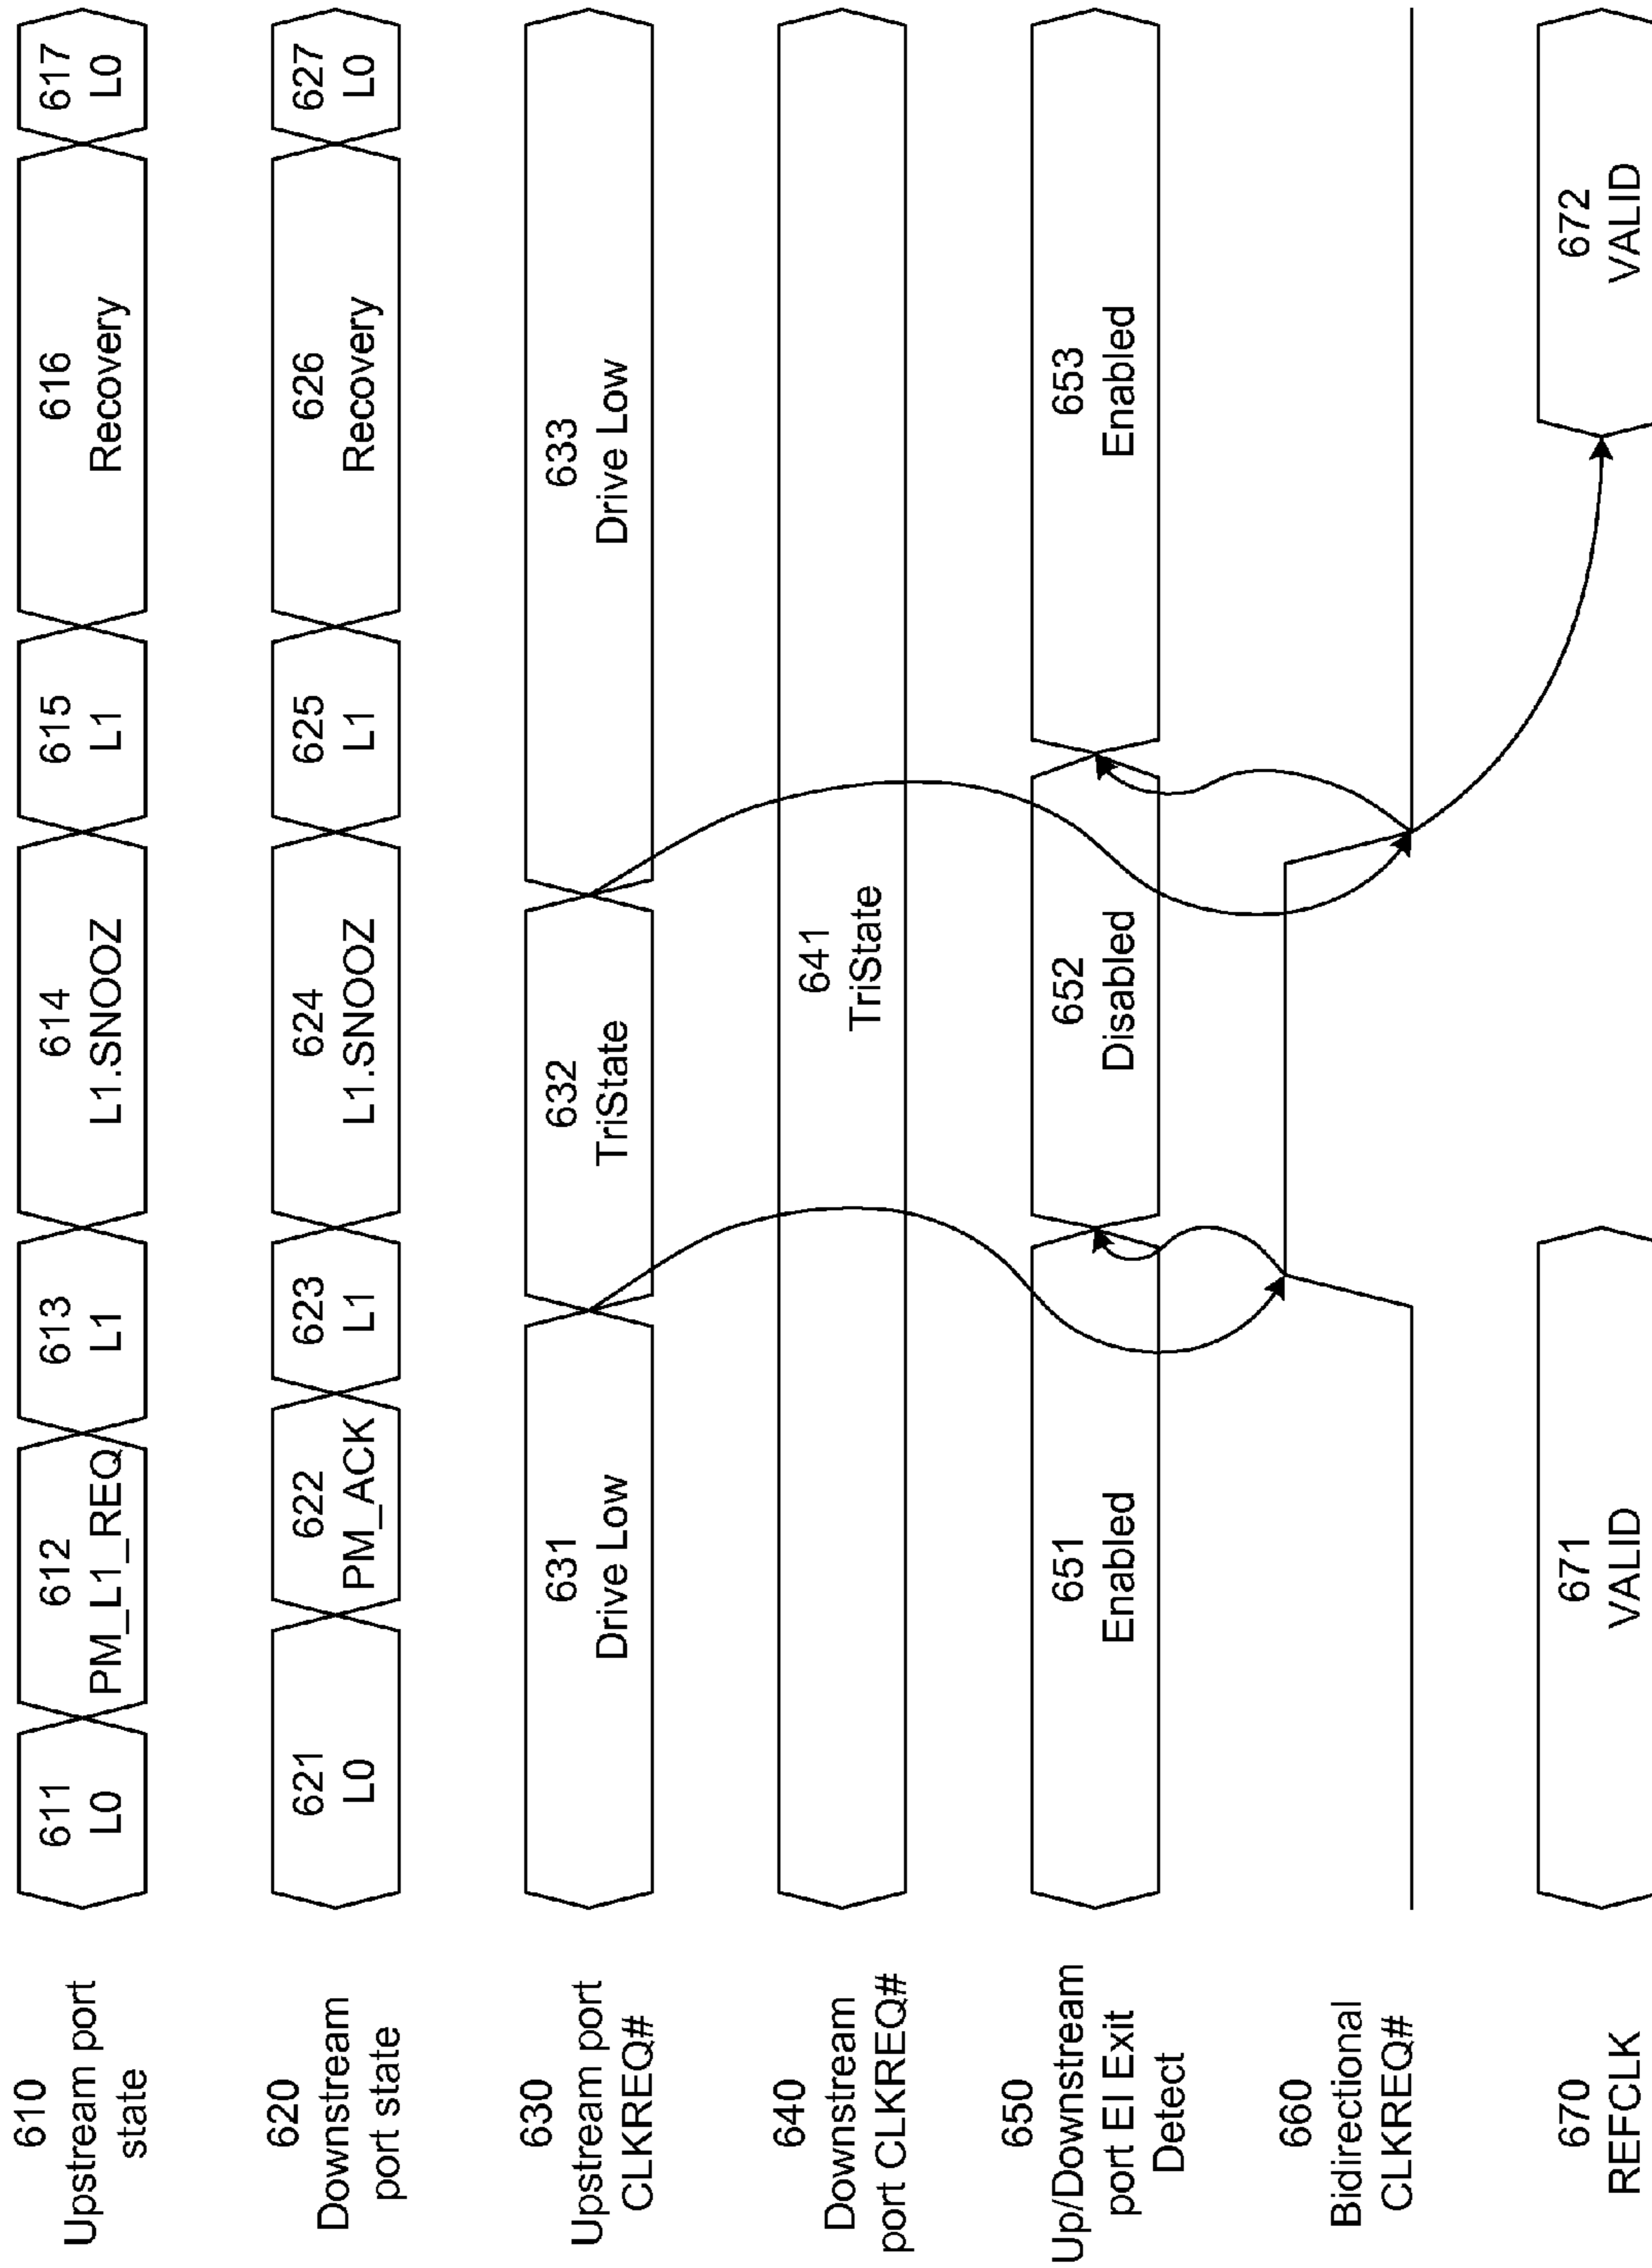 610
Upstream port
state
611
L0
612
PM_L1_REQ
613
L1
614
L1.SNOOZ
615
L1
616
Recovery
617
L0
620
Downstream
port state
621
L0
622
PM_ACK
623
L1
624
L1.SNOOZ
625
L1
626
Recovery
627
L0
630
Upstream port
CLKREQ#
631
Drive Low
632
TriState
633
Drive Low
640
Downstream
port CLKREQ#
641
TriState
650
Up/Downstream
port EI Exit
Detect
651
Enabled
652
Disabled
653
Enabled
660
Bidirectional
CLKREQ#
670
REFCLK
671
VALID
672
VALID